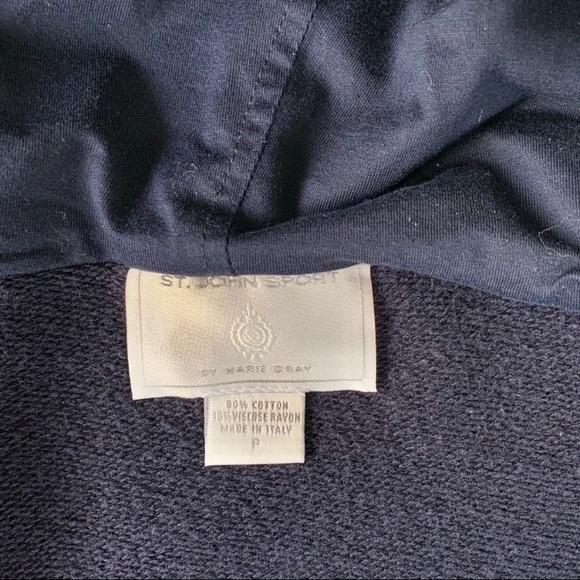 ST. JOHN SPORT
BY MARIE GRAY
90% COTTON
10% VISCOSE RAYON
MADE IN ITALY
P